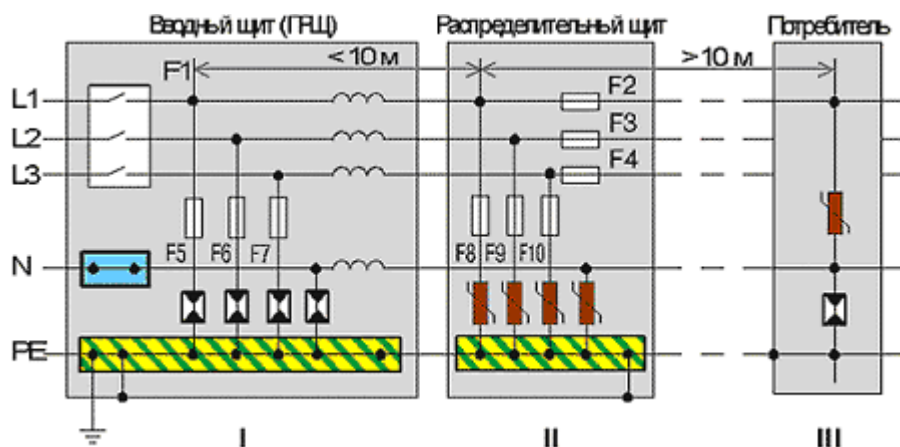 Вводный щит (ГРЩ) Распределительный щит Потребитель
F1 < 10 м > 10 м
L1 F2
L2 F3
L3 F4
F5 F6 F7 F8 F9 F10
N
PE
I II III